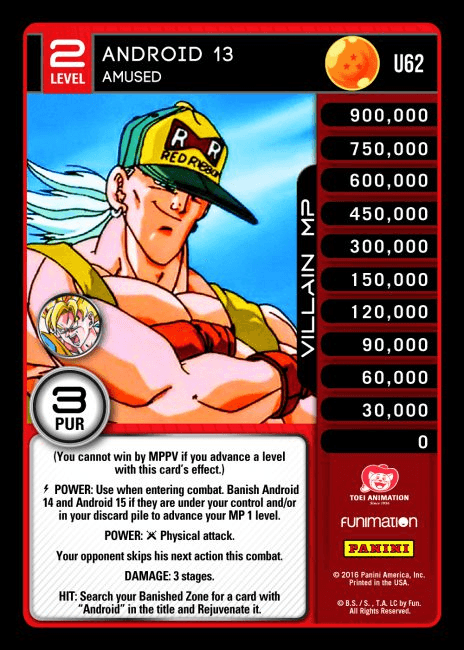 2
LEVEL
ANDROID 13
AMUSED
U62
R R
RED RIBBON
VILLAIN MP
900,000
750,000
600,000
450,000
300,000
150,000
120,000
90,000
60,000
30,000
0
3
PUR
(You cannot win by MPPV if you advance a level
with this card's effect.)
POWER: Use when entering combat. Banish Android
14 and Android 15 if they are under your control and/or
in your discard pile to advance your MP 1 level.
POWER: Physical attack.
Your opponent skips his next action this combat.
DAMAGE: 3 stages.
HIT: Search your Banished Zone for a card with
"Android" in the title and Rejuvenate it.
TOEI ANIMATION
Since 1956
FUNIMATION
PANINI
© 2016 Panini America, Inc.
Printed in the USA.
© B.S. / S. , T.A. LC by Fun.
All Rights Reserved.